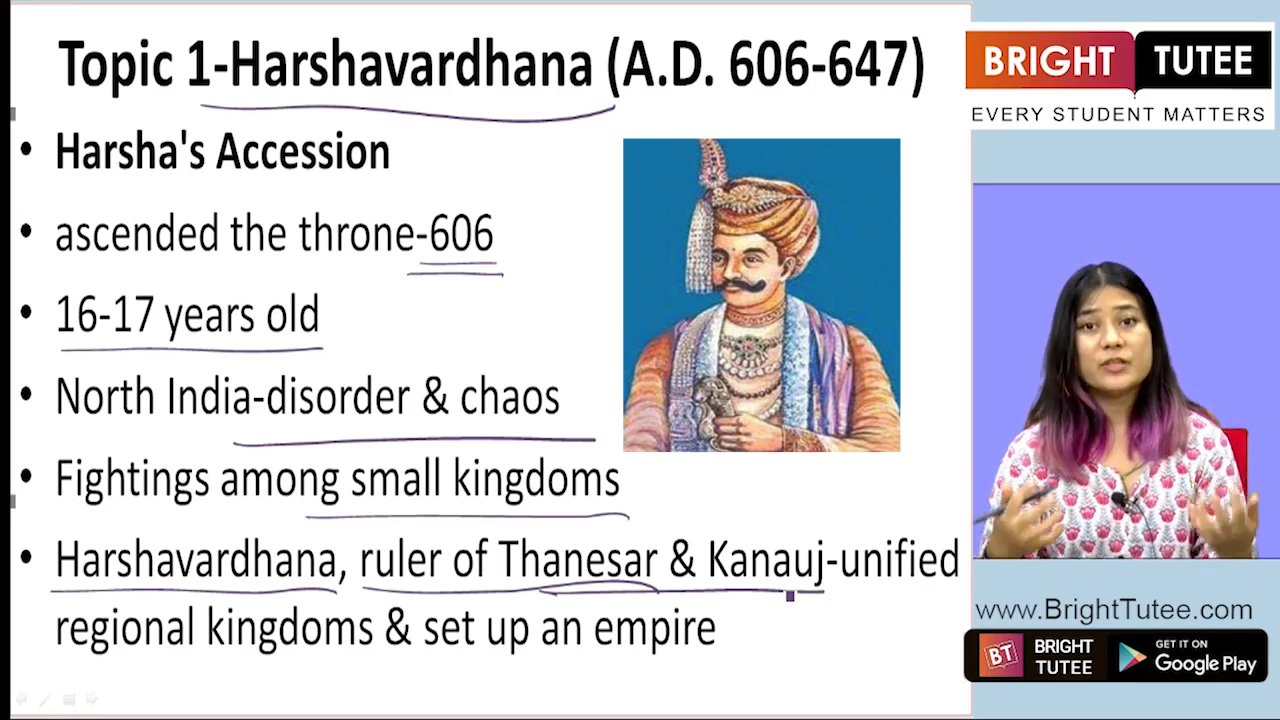 Topic 1-Harshavardhana (A.D. 606-647)
• Harsha's Accession
• ascended the throne-606
• 16-17 years old
• North India-disorder & chaos
• Fightings among small kingdoms
• Harshavardhana, ruler of Thanesar & Kanauj-unified
regional kingdoms & set up an empire
BRIGHT TUTEE
EVERY STUDENT MATTERS
www.BrightTutee.com
BT
BRIGHT
TUTEE
GET IT ON
Google Play